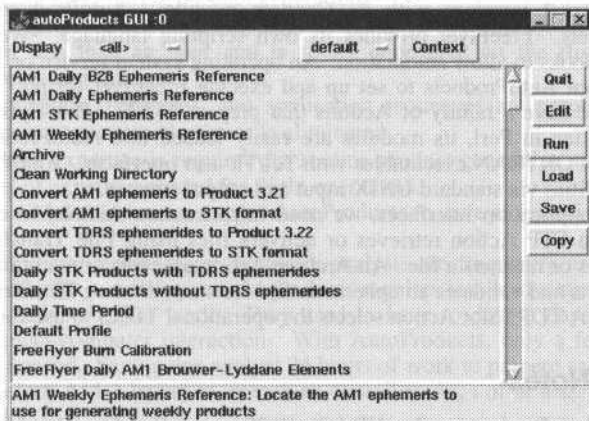 autoProducts GUI :0
Display <all> default Context
AM1 Daily B28 Ephemeris Reference
AM1 Daily Ephemeris Reference
AM1 STK Ephemeris Reference
AM1 Weekly Ephemeris Reference
Archive
Clean Working Directory
Convert AM1 ephemeris to Product 3.21
Convert AM1 ephemeris to STK format
Convert TDRS ephemerides to Product 3.22
Convert TDRS ephemerides to STK format
Daily STK Products with TDRS ephemerides
Daily STK Products without TDRS ephemerides
Daily Time Period
Default Profile
FreeFlyer Burn Calibration
FreeFlyer Daily AM1 Brouwer-Lyddane Elements
Quit
Edit
Run
Load
Save
Copy
AM1 Weekly Ephemeris Reference: Locate the AM1 ephemeris to
use for generating weekly products